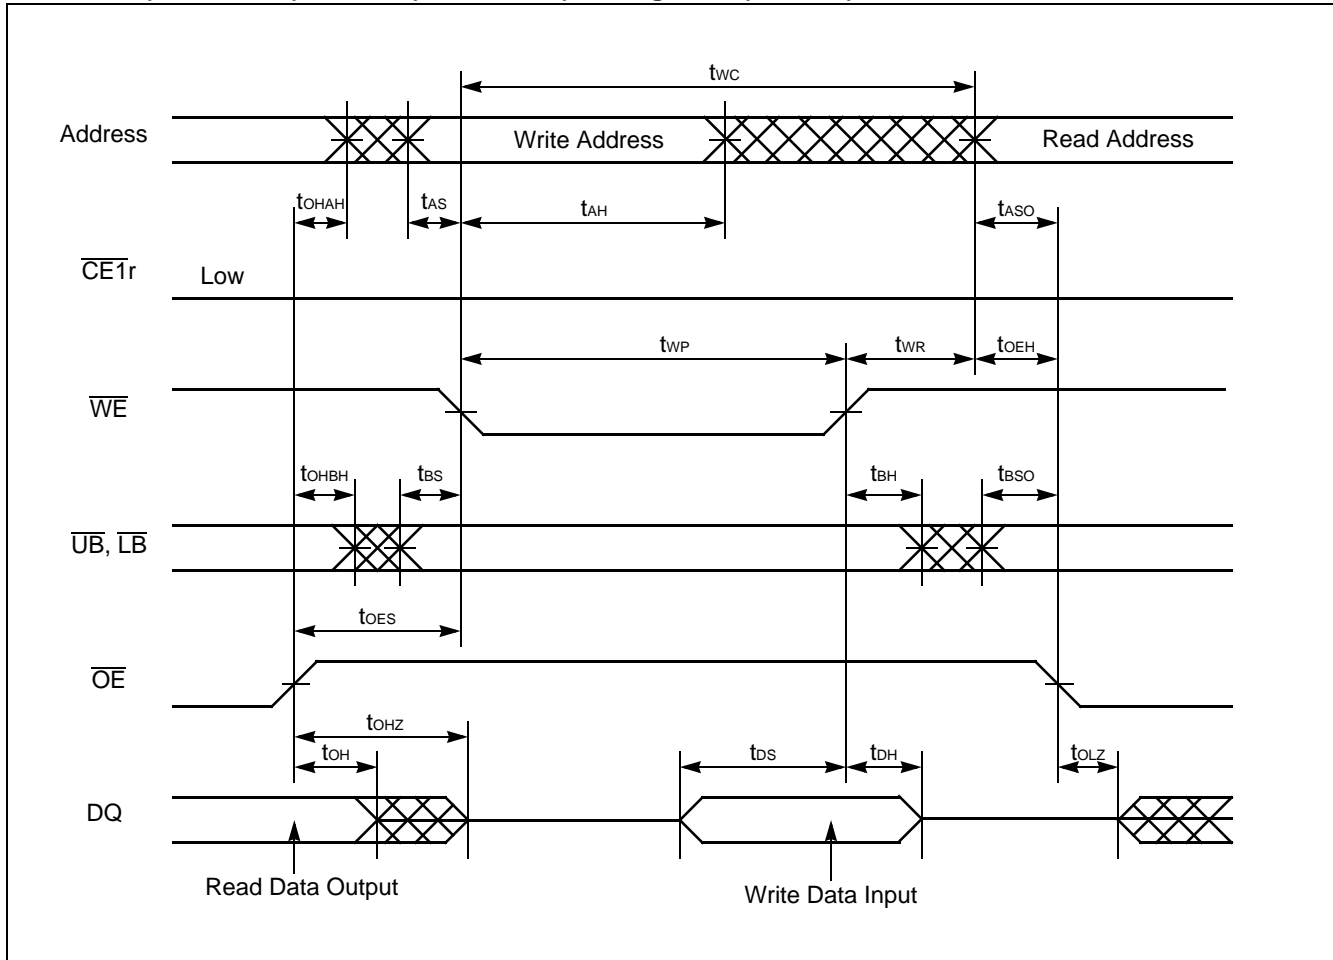 tWC
Address
Write Address
Read Address
tOHAH
tAS
tAH
tASO
CE1r
Low
tWP
tWR
tOEH
WE
tOHBH
tBS
tBH
tBSO
UB, LB
tOES
OE
tOHZ
tOH
tDS
tDH
tOLZ
DQ
Read Data Output
Write Data Input